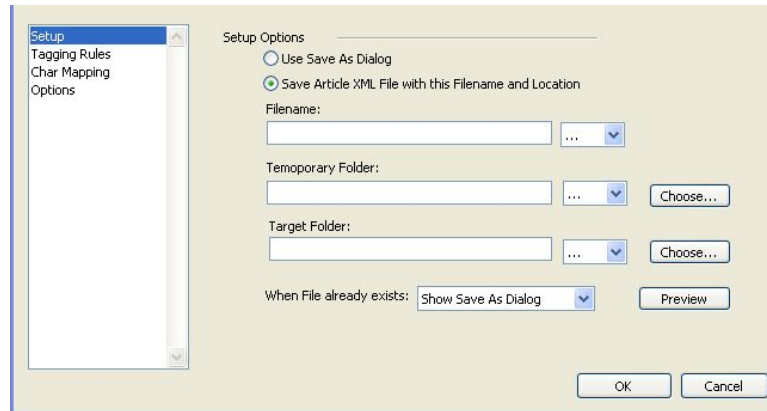 Setup
Tagging Rules
Char Mapping
Options
Setup Options
Use Save As Dialog
Save Article XML File with this Filename and Location
Filename:
...
Temoporary Folder:
... Choose...
Target Folder:
... Choose...
When File already exists: Show Save As Dialog Preview
OK Cancel